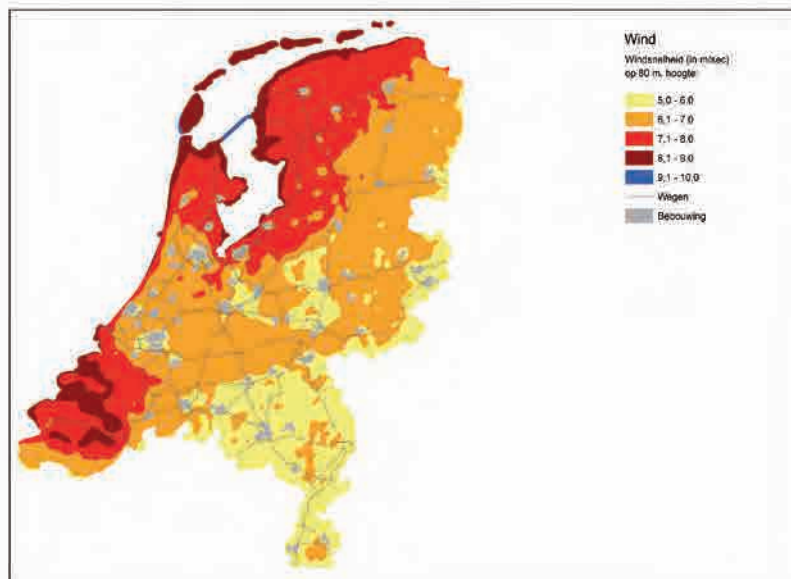 Wind
Windsnelheid (in m/sec)
op 80 m. hoogte
5,0 - 6,0
6,1 - 7,0
7,1 - 8,0
8,1 - 9,0
9,1 - 10,0
Wegen
Bebouwing